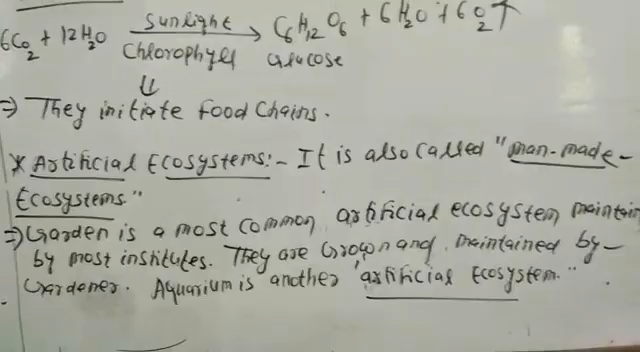 6CO2 + 12H2O Sunlight → C6H12O6 + 6H2O + 6O2↑
Chlorophyll Glucose
⇓
⇒ They initiate Food Chains.
* Artificial Ecosystems:- It is also called "man-made-
Ecosystems"
⇒ Garden is a most common artificial ecosystem maintain
by most institutes. They are Grown and maintained by-
Gardener. Aquarium is another "artificial Ecosystem."